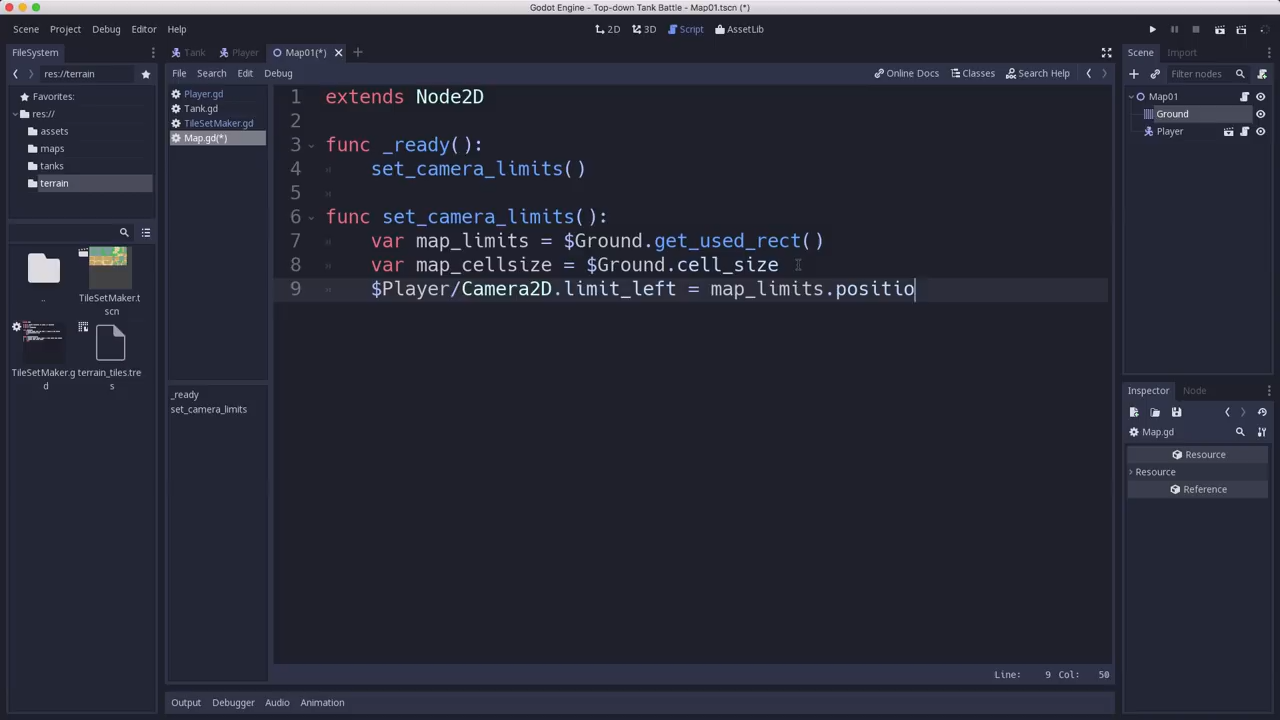 Godot Engine - Top-down Tank Battle - Map01.tscn (*)
Scene Project Debug Editor Help
2D 3D Script AssetLib
FileSystem
Tank Player Map01(*)
Scene Import
res://terrain
File Search Edit Debug
Online Docs Classes Search Help
Filter nodes
Favorites:
res://
assets
maps
tanks
terrain
TileSetMaker.t
scn
TileSetMaker.g
d
terrain_tiles.tre
s
..
Player.gd
Tank.gd
TileSetMaker.gd
Map.gd(*)
_ready
set_camera_limits
1 extends Node2D
2
3 func _ready():
4 set_camera_limits()
5
6 func set_camera_limits():
7 var map_limits = $Ground.get_used_rect()
8 var map_cellsize = $Ground.cell_size
9 $Player/Camera2D.limit_left = map_limits.positio
Line: 9 Col: 50
Output Debugger Audio Animation
Map01
Ground
Player
Inspector Node
Map.gd
Resource
Resource
Reference